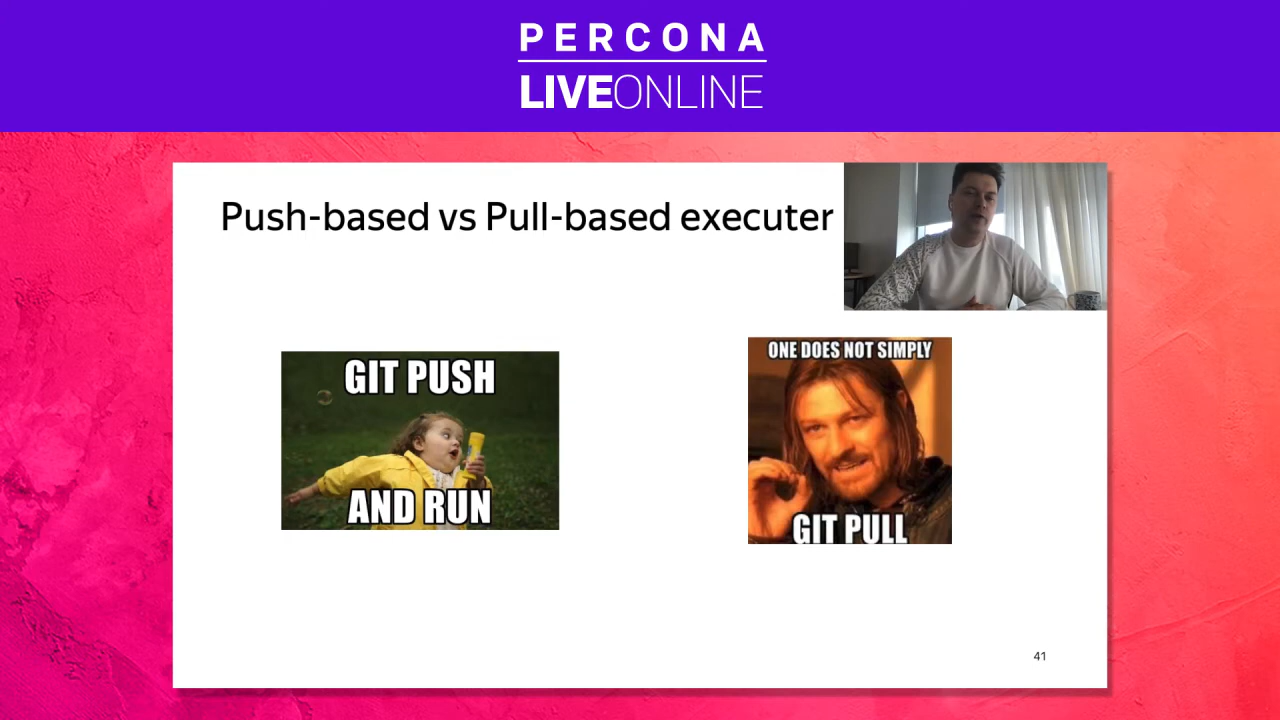 PERCONA
LIVEONLINE
Push-based vs Pull-based executer
GIT PUSH
AND RUN
ONE DOES NOT SIMPLY
GIT PULL
41